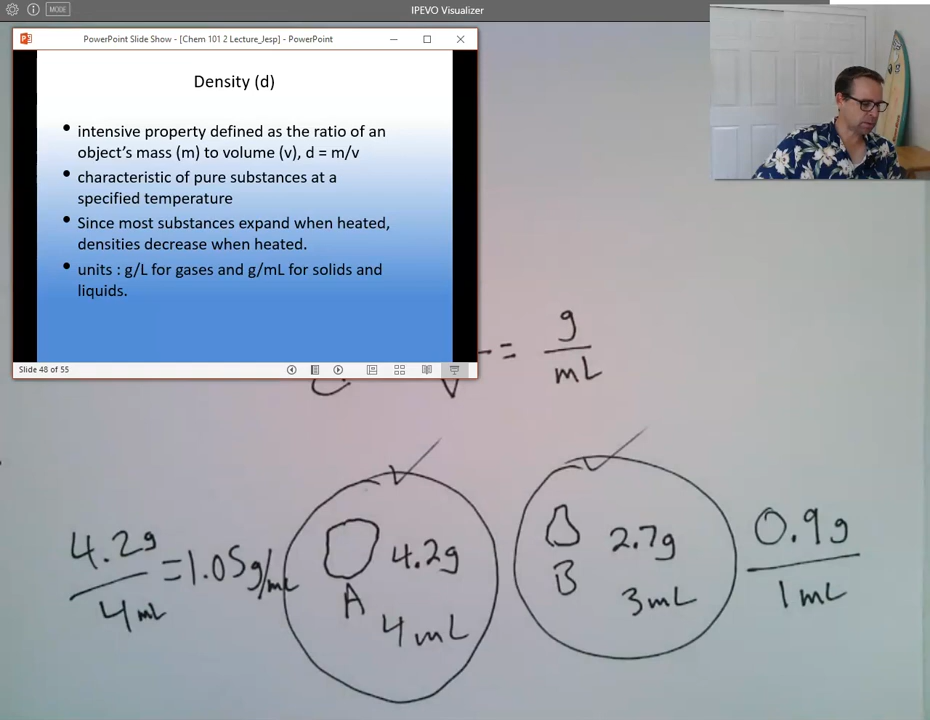 MODE
IPEVO Visualizer
PowerPoint Slide Show - [Chem 101 2 Lecture_Jesp] - PowerPoint
Density (d)
• intensive property defined as the ratio of an
object's mass (m) to volume (v), d = m/v
• characteristic of pure substances at a
specified temperature
• Since most substances expand when heated,
densities decrease when heated.
• units : g/L for gases and g/mL for solids and
liquids.
Slide 48 of 55
= g/mL
4.2g/4mL = 1.05g/mL
4.2g
A
4mL
2.7g
B
3mL
0.9g/1mL